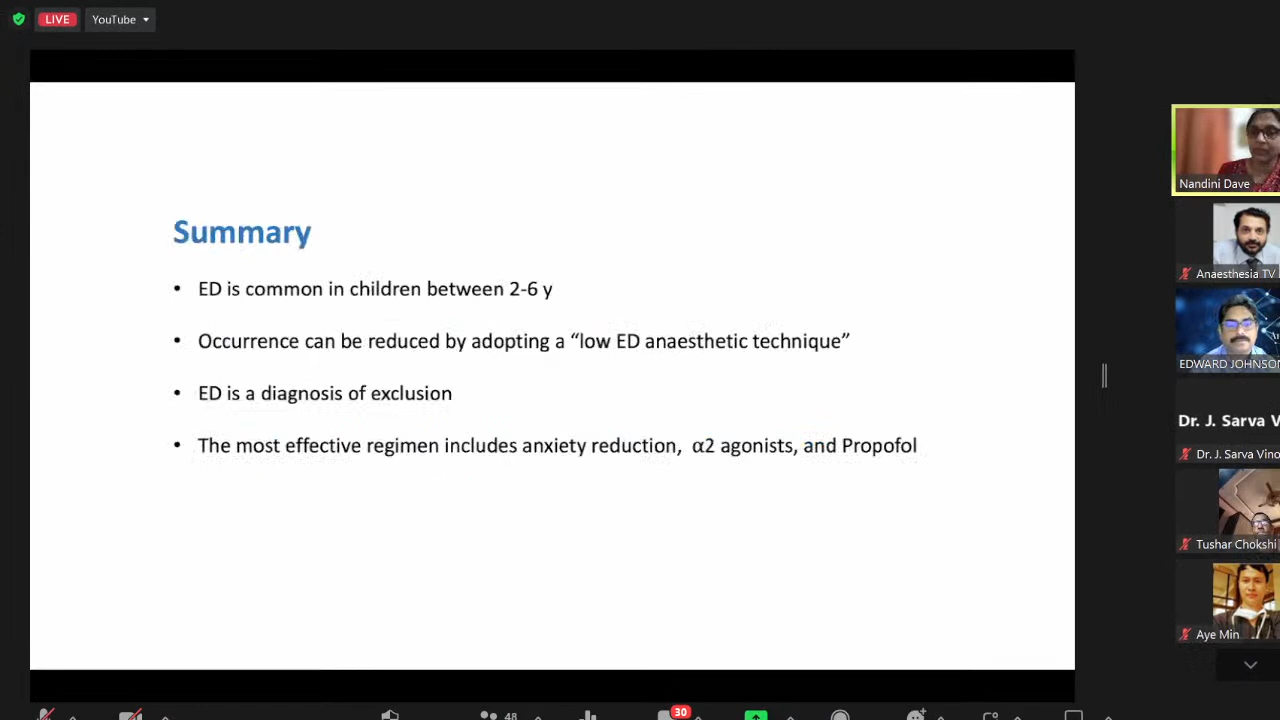 LIVE
YouTube
Summary
• ED is common in children between 2-6 y
• Occurrence can be reduced by adopting a “low ED anaesthetic technique”
• ED is a diagnosis of exclusion
• The most effective regimen includes anxiety reduction, α2 agonists, and Propofol
Nandini Dave
Anaesthesia TV
EDWARD JOHNSON
Dr. J. Sarva Vino
Dr. J. Sarva Vino
Tushar Chokshi
Aye Min
48
30